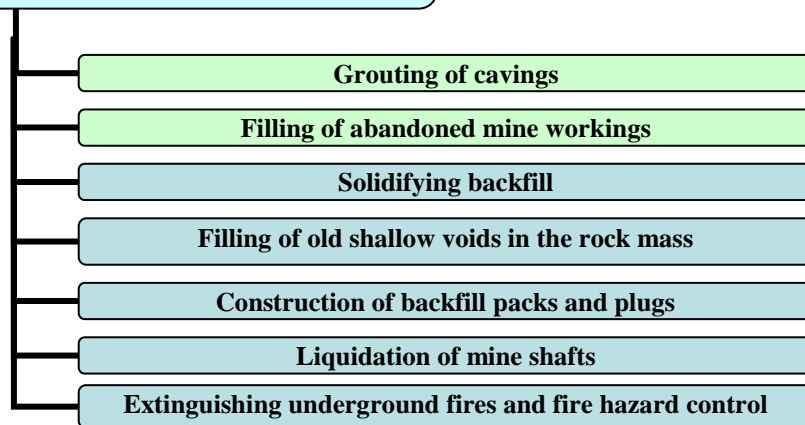 Grouting of cavings
Filling of abandoned mine workings
Solidifying backfill
Filling of old shallow voids in the rock mass
Construction of backfill packs and plugs
Liquidation of mine shafts
Extinguishing underground fires and fire hazard control